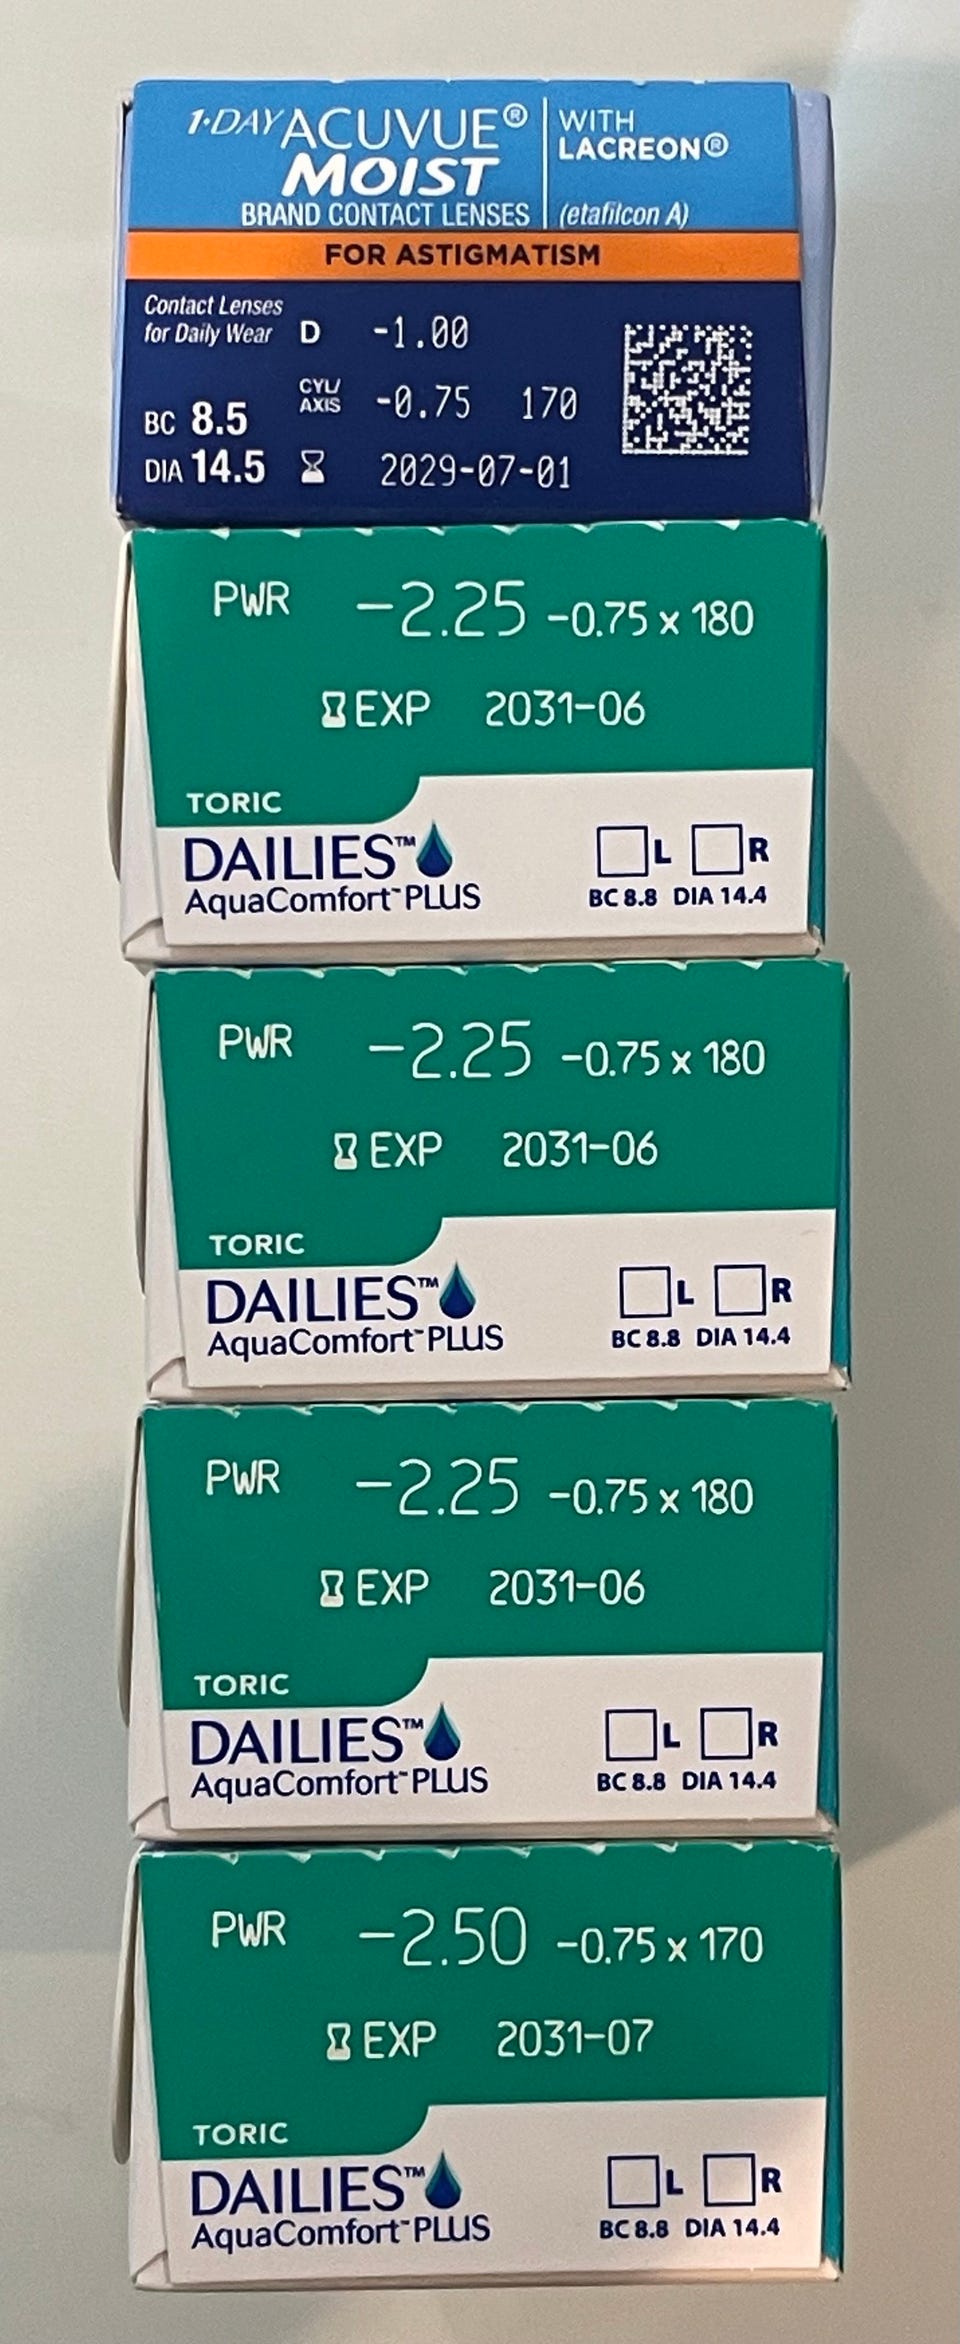 1·DAY ACUVUE® MOIST
WITH LACREON®
BRAND CONTACT LENSES (etafilcon A)
FOR ASTIGMATISM
Contact Lenses
for Daily Wear D -1.00
CYL/AXIS -0.75 170
BC 8.5
DIA 14.5 2029-07-01
PWR -2.25 -0.75 x 180
EXP 2031-06
TORIC
DAILIES™
AquaComfort™ PLUS
L R
BC 8.8 DIA 14.4
PWR -2.25 -0.75 x 180
EXP 2031-06
TORIC
DAILIES™
AquaComfort™ PLUS
L R
BC 8.8 DIA 14.4
PWR -2.25 -0.75 x 180
EXP 2031-06
TORIC
DAILIES™
AquaComfort™ PLUS
L R
BC 8.8 DIA 14.4
PWR -2.50 -0.75 x 170
EXP 2031-07
TORIC
DAILIES™
AquaComfort™ PLUS
L R
BC 8.8 DIA 14.4